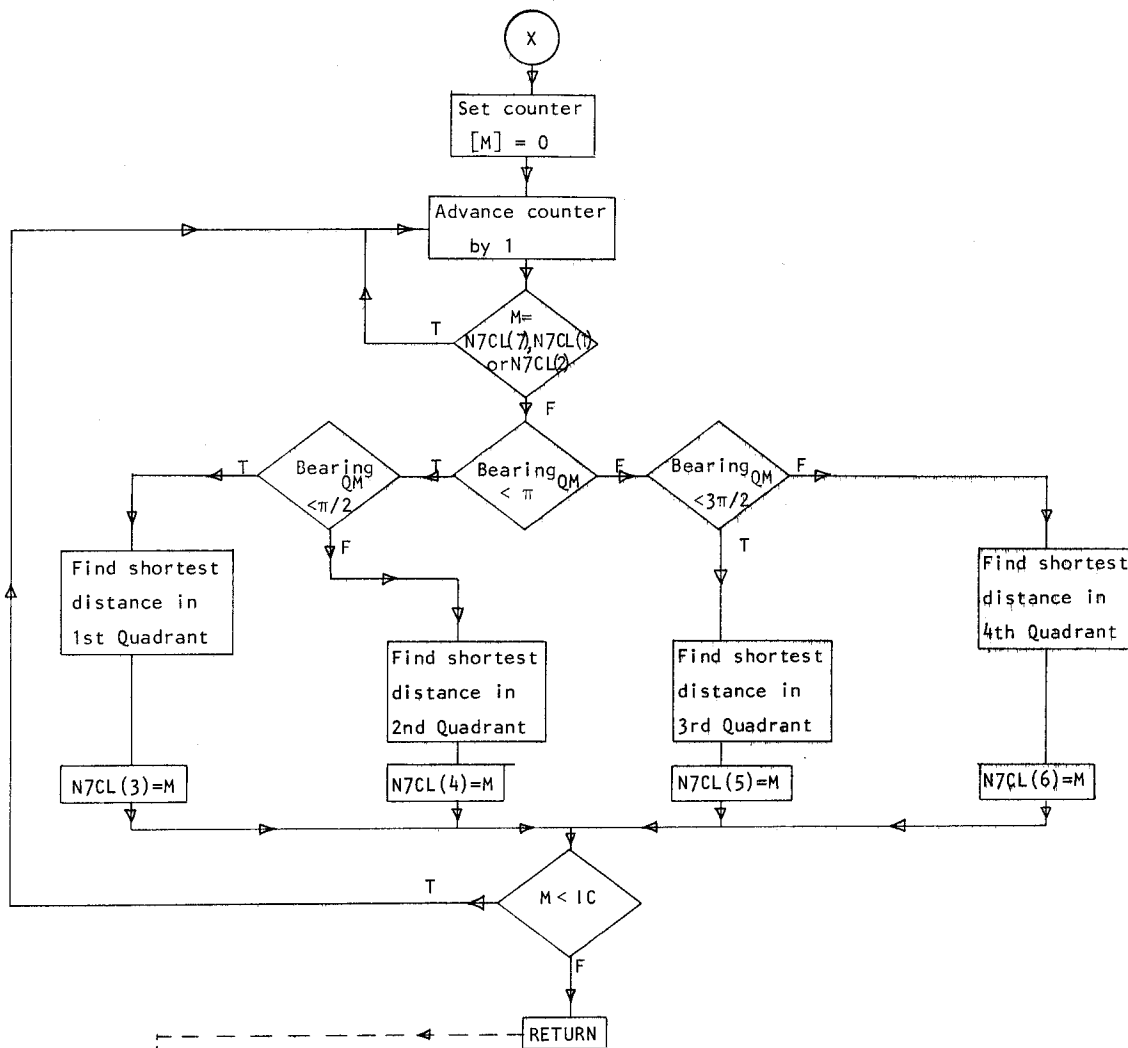 X
Set counter
[M] = 0
Advance counter
by 1
M=
N7CL(7),N7CL(1)
orN7CL(2)
T
F
Bearing QM
<π/2
T
F
Bearing QM
< π
T
F
Bearing QM
<3π/2
F
T
Find shortest
distance in
1st Quadrant
Find shortest
distance in
2nd Quadrant
Find shortest
distance in
3rd Quadrant
Find shortest
distance in
4th Quadrant
N7CL(3)=M
N7CL(4)=M
N7CL(5)=M
N7CL(6)=M
M < IC
T
F
RETURN